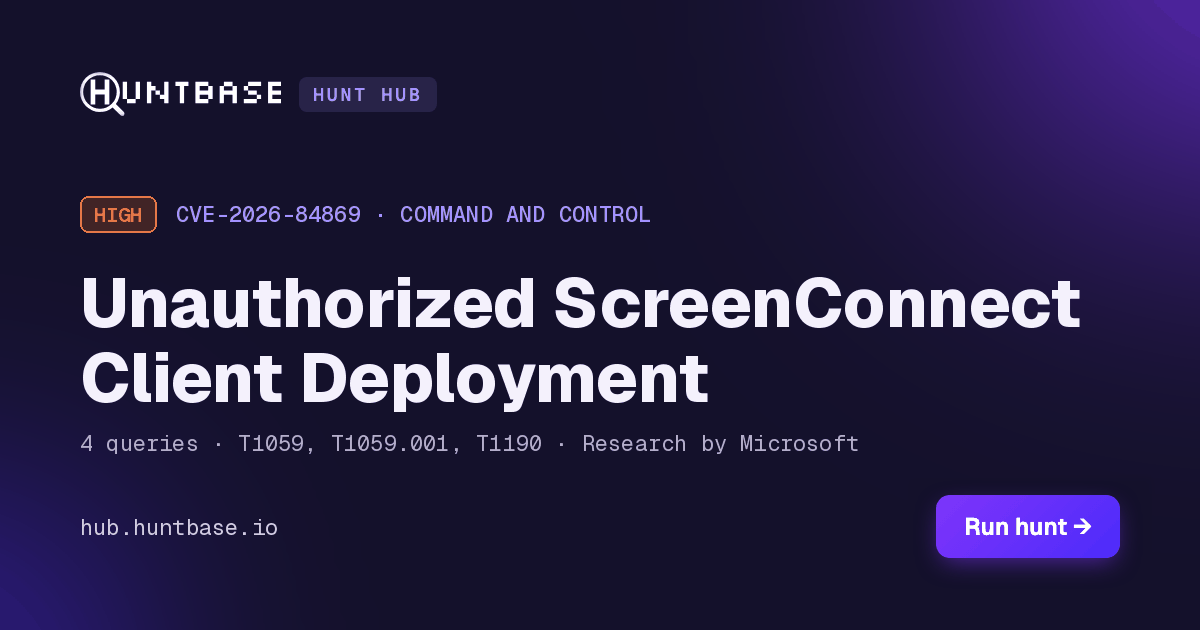 HUNTBASE HUNT HUB
HIGH CVE-2026-84869 · COMMAND AND CONTROL
Unauthorized ScreenConnect
Client Deployment
4 queries · T1059, T1059.001, T1190 · Research by Microsoft
hub.huntbase.io
Run hunt →